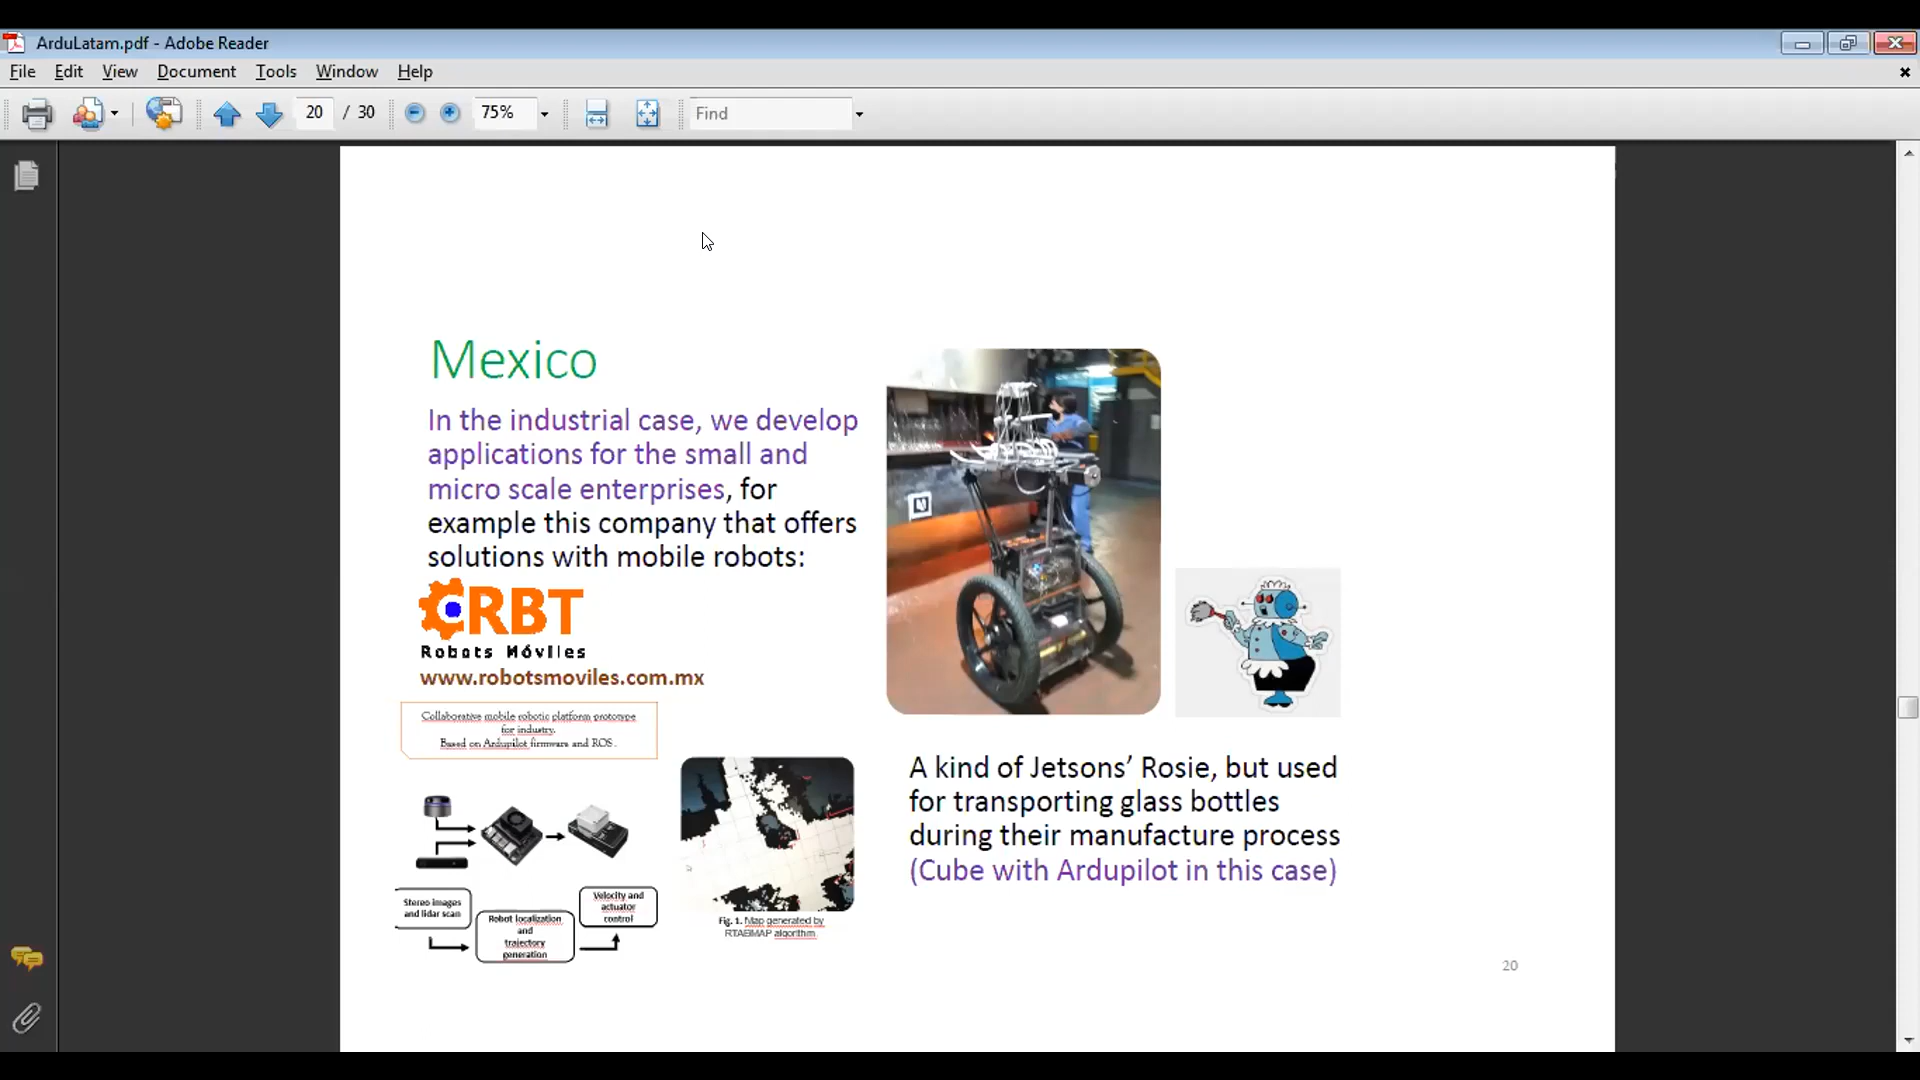 ArduLatam.pdf - Adobe Reader
File Edit View Document Tools Window Help
20 / 30 75% Find
Mexico
In the industrial case, we develop
applications for the small and
micro scale enterprises, for
example this company that offers
solutions with mobile robots:
CRBT
Robots Móviles
www.robotsmoviles.com.mx
Collaborative mobile robotic platform prototype
for industry.
Based on Ardupilot firmware and ROS .
Stereo images
and lidar scan
Robot localization
and
trajectory
generation
Velocity and
actuator
control
Fig. 1. Map generated by
RTABMAP algorithm.
A kind of Jetsons’ Rosie, but used
for transporting glass bottles
during their manufacture process
(Cube with Ardupilot in this case)
20